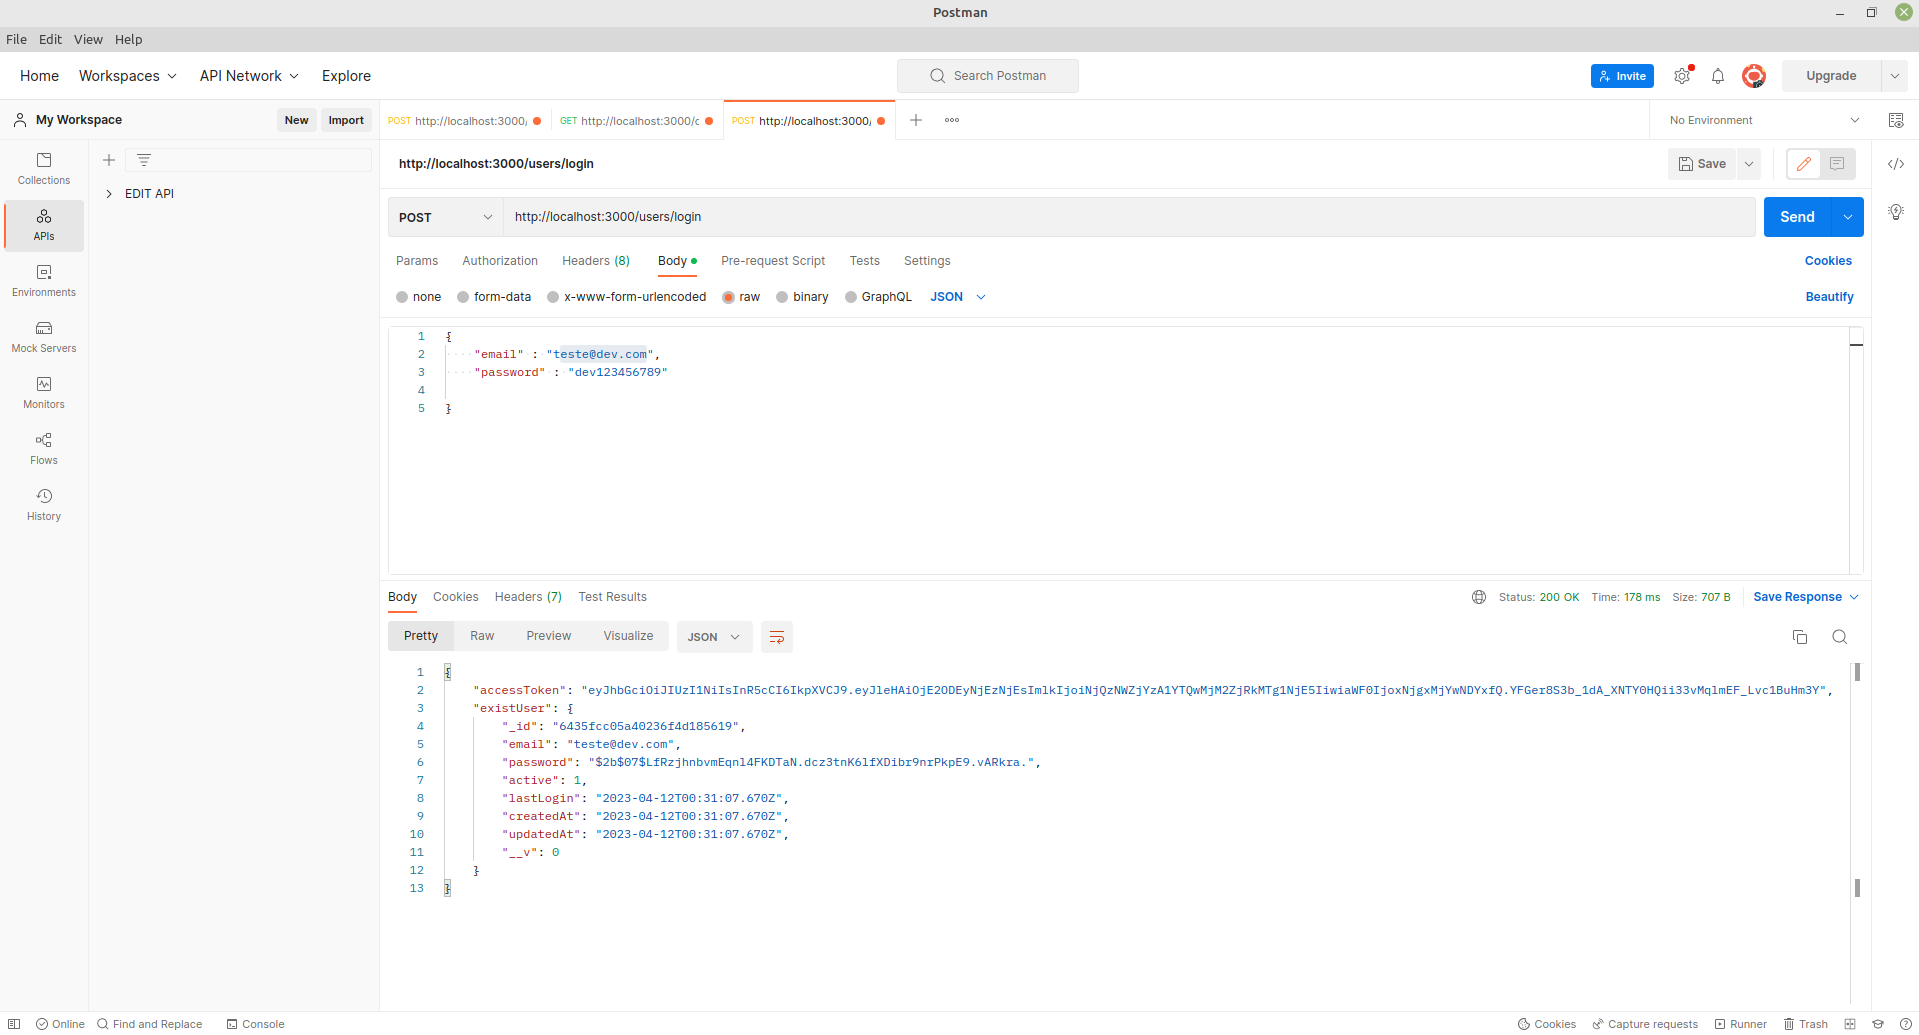 Postman
File Edit View Help
Home Workspaces API Network Explore Search Postman Invite Upgrade
My Workspace New Import
POST http://localhost:3000/ GET http://localhost:3000/c POST http://localhost:3000/ No Environment
http://localhost:3000/users/login Save
Collections
EDIT API
APIs
Environments
Mock Servers
Monitors
Flows
History
POST http://localhost:3000/users/login Send
Params Authorization Headers (8) Body Pre-request Script Tests Settings Cookies
none form-data x-www-form-urlencoded raw binary GraphQL JSON Beautify
1 {
2 "email" : "teste@dev.com",
3 "password" : "dev123456789"
4
5 }
Body Cookies Headers (7) Test Results Status: 200 OK Time: 178 ms Size: 707 B Save Response
Pretty Raw Preview Visualize JSON
1 {
2 "accessToken": "eyJhbGciOiJIUzI1NiIsInR5cCI6IkpXVCJ9.eyJleHAiOjE2ODEyNjEzNjEsImlkIjoiNjQzNWZjYzA1YTQwMjM2ZjRkMTg1NjE5IiwiaWF0IjoxNjgxMjYwNDYxfQ.YFGer8S3b_1dA_XNTY0HQii33vMqlmEF_Lvc1BuHm3Y",
3 "existUser": {
4 "_id": "6435fcc05a40236f4d185619",
5 "email": "teste@dev.com",
6 "password": "$2b$07$LfRzjhnbvmEqnl4FKDTaN.dcz3tnK6lfXDibr9nrPkpE9.vARkra.",
7 "active": 1,
8 "lastLogin": "2023-04-12T00:31:07.670Z",
9 "createdAt": "2023-04-12T00:31:07.670Z",
10 "updatedAt": "2023-04-12T00:31:07.670Z",
11 "__v": 0
12 }
13 }
Online Find and Replace Console Cookies Capture requests Runner Trash